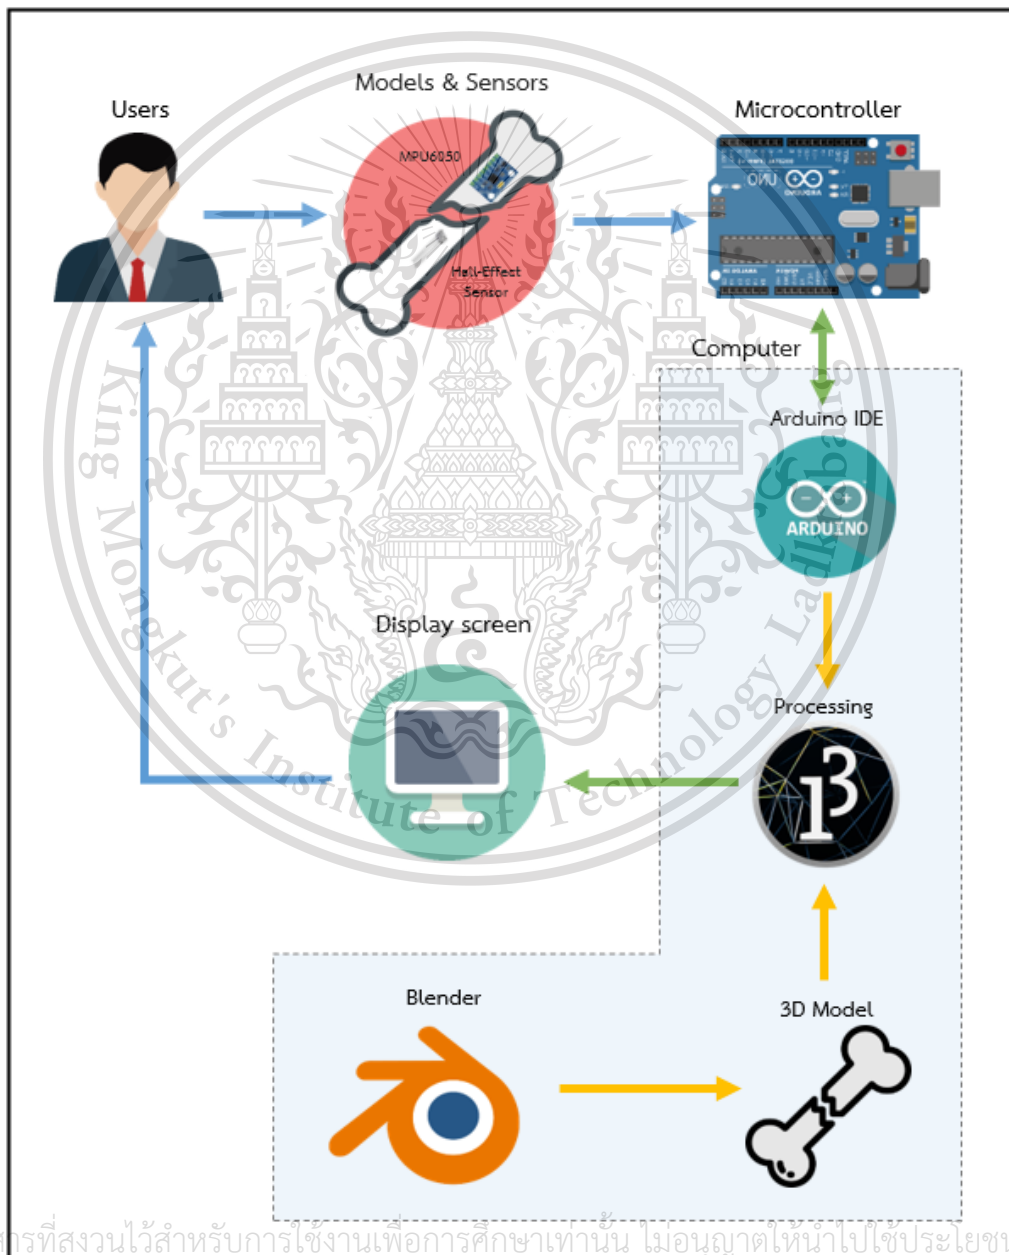 Users
Models & Sensors
Microcontroller
MPU6050
Hall-Effect
Sensor
UNO
ARDUINO
Computer
Arduino IDE
ARDUINO
Display screen
Processing
Blender
3D Model
King Mongkut's Institute of Technology Ladkrabang
สารที่สงวนไว้สำหรับการใช้งานเพื่อการศึกษาเท่านั้น ไม่อนุญาตให้นำไปใช้ประโยชน